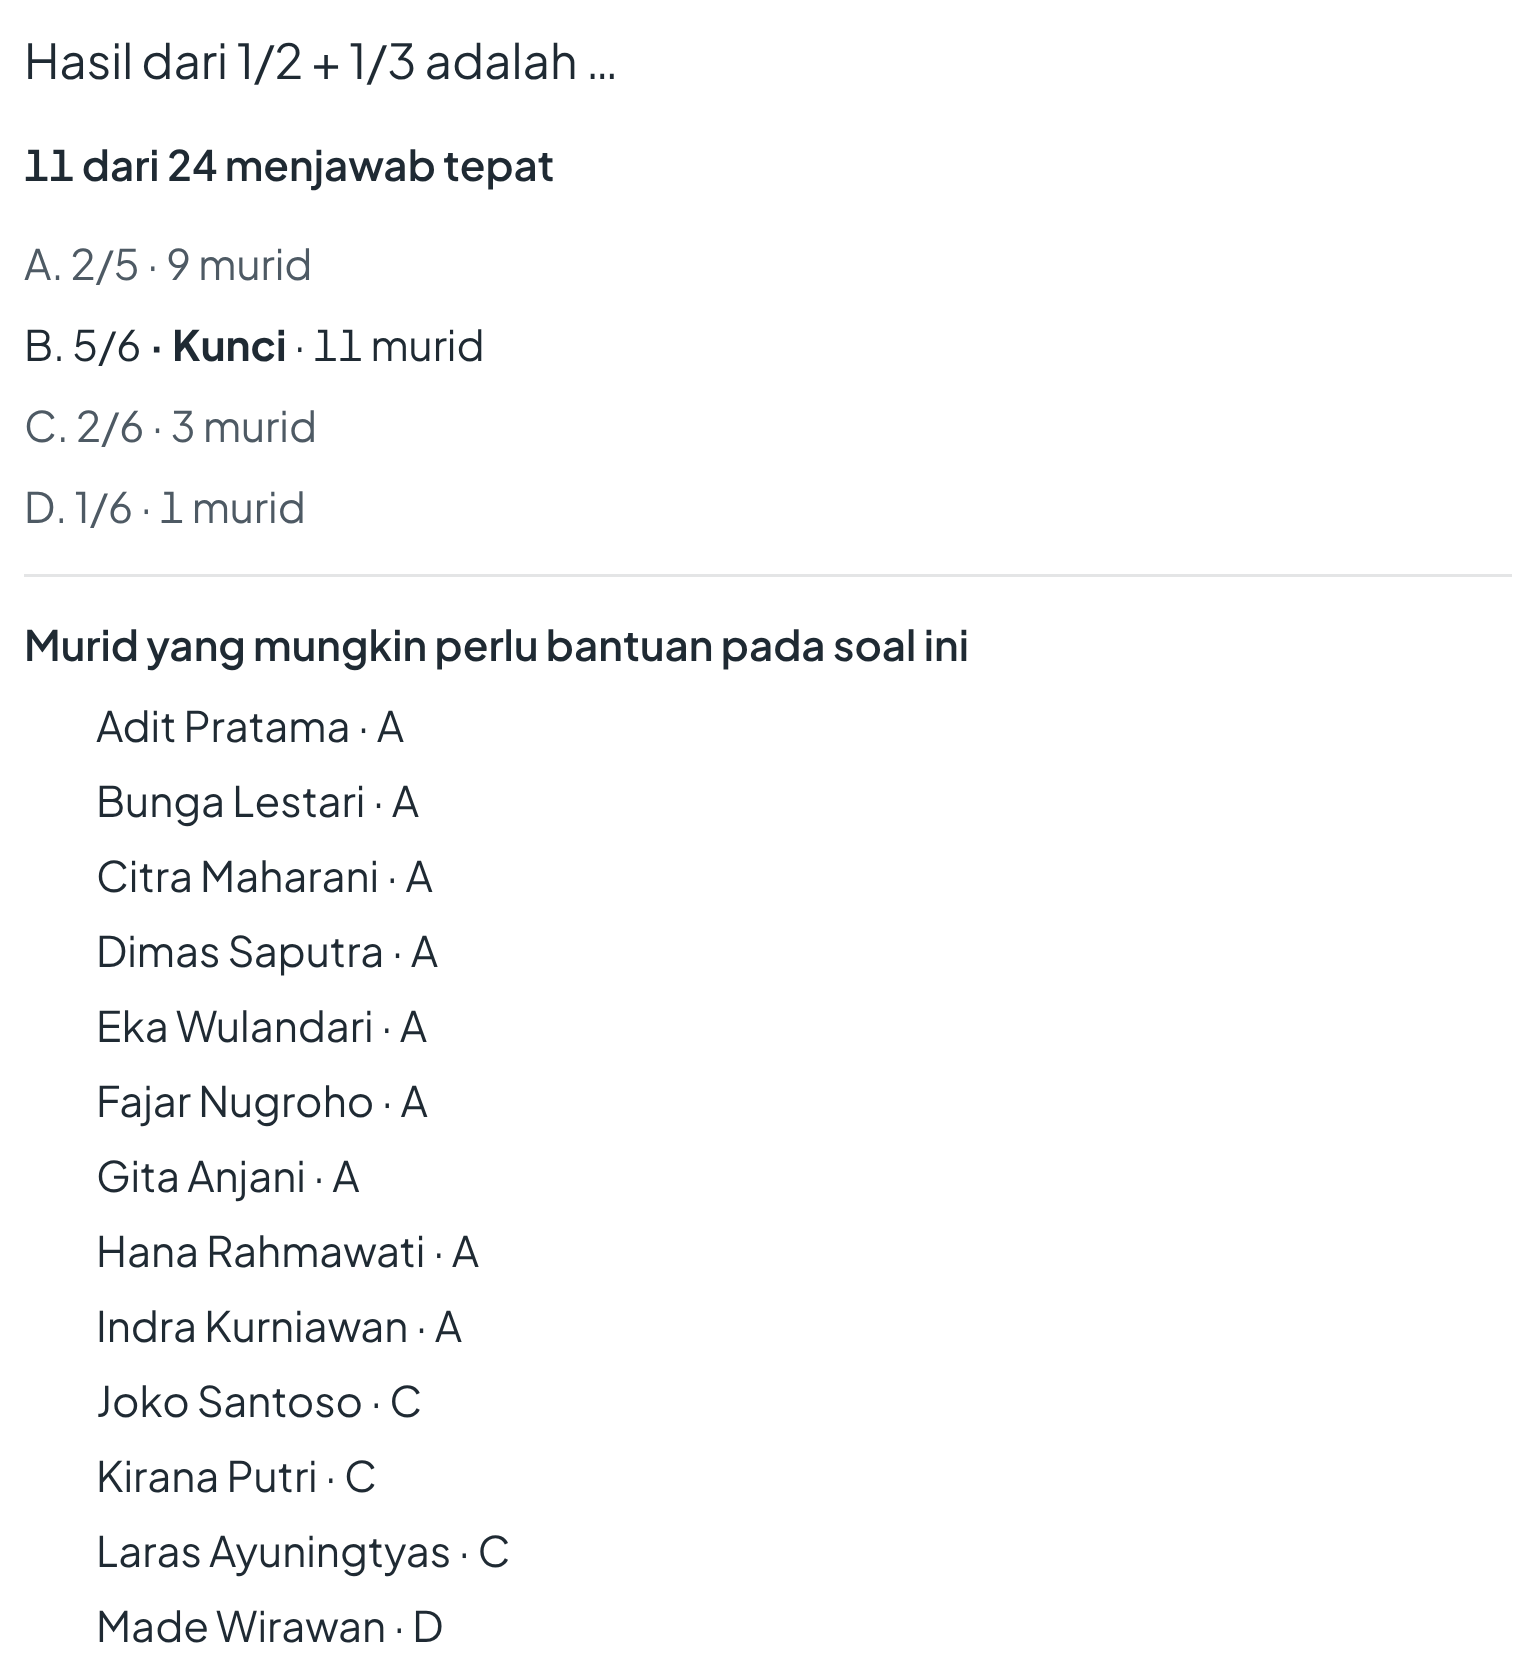 Hasil dari 1/2 + 1/3 adalah ...
11 dari 24 menjawab tepat
A. 2/5 · 9 murid
B. 5/6 · Kunci · 11 murid
C. 2/6 · 3 murid
D. 1/6 · 1 murid
Murid yang mungkin perlu bantuan pada soal ini
Adit Pratama · A
Bunga Lestari · A
Citra Maharani · A
Dimas Saputra · A
Eka Wulandari · A
Fajar Nugroho · A
Gita Anjani · A
Hana Rahmawati · A
Indra Kurniawan · A
Joko Santoso · C
Kirana Putri · C
Laras Ayuningtyas · C
Made Wirawan · D